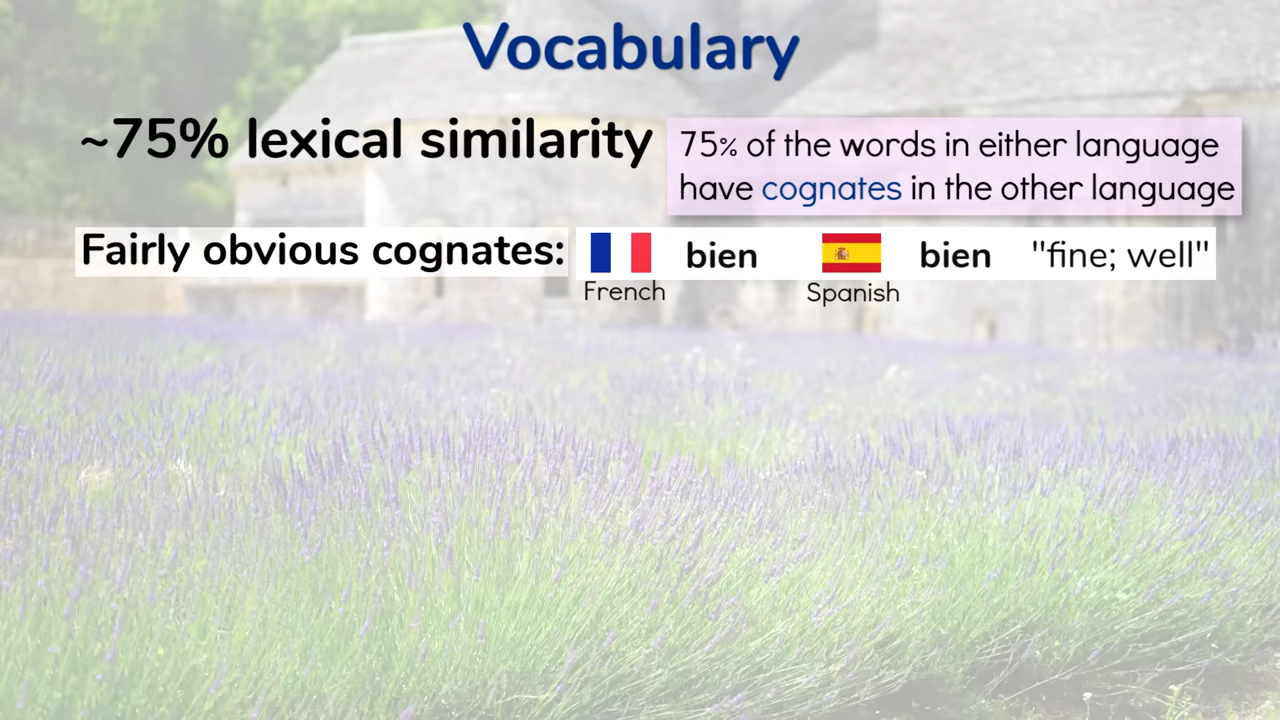 Vocabulary
~75% lexical similarity
75% of the words in either language
have cognates in the other language
Fairly obvious cognates: bien bien "fine; well"
French Spanish